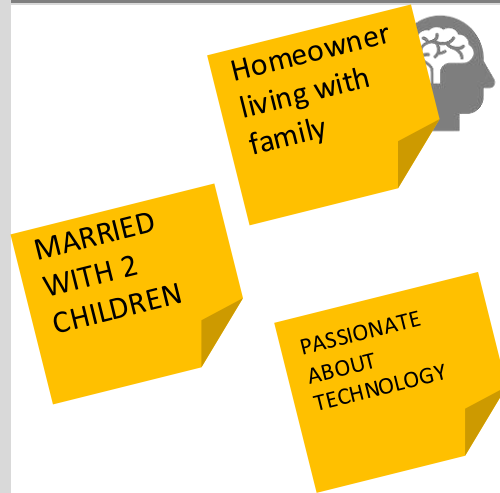 Homeowner
living with
family
MARRIED
WITH 2
CHILDREN
PASSIONATE
ABOUT
TECHNOLOGY